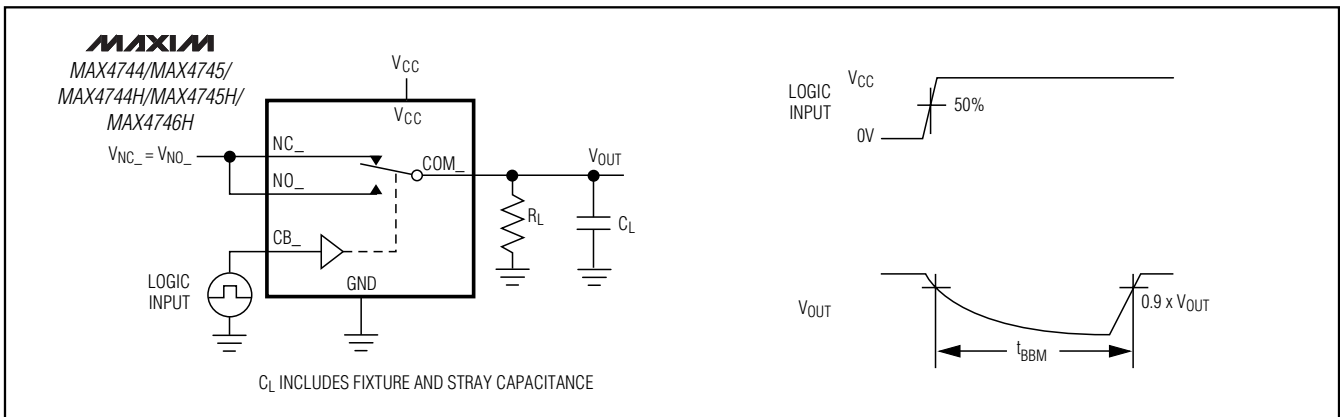 MAXIM
MAX4744/MAX4745/
MAX4744H/MAX4745H/
MAX4746H
VCC
VCC
VNC_ = VNO_
NC_
NO_
COM_
VOUT
RL
CL
CB_
LOGIC
INPUT
GND
CL INCLUDES FIXTURE AND STRAY CAPACITANCE
LOGIC
INPUT
VCC
50%
0V
VOUT
0.9 x VOUT
tBBM